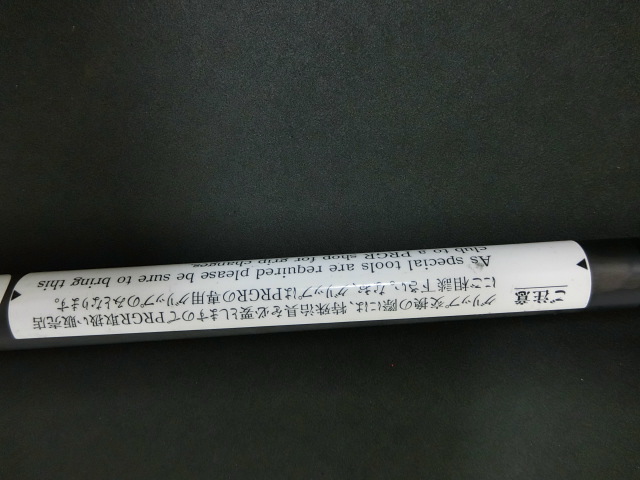 ご注意
グリップ交換の際には、特殊治具を必要としますのでPRGR取扱い販売店
にご相談下さい。なお、グリップはPRGRの専用グリップのみとなります。
As special tools are required please be sure to bring this
club to a PRGR shop for grip changes